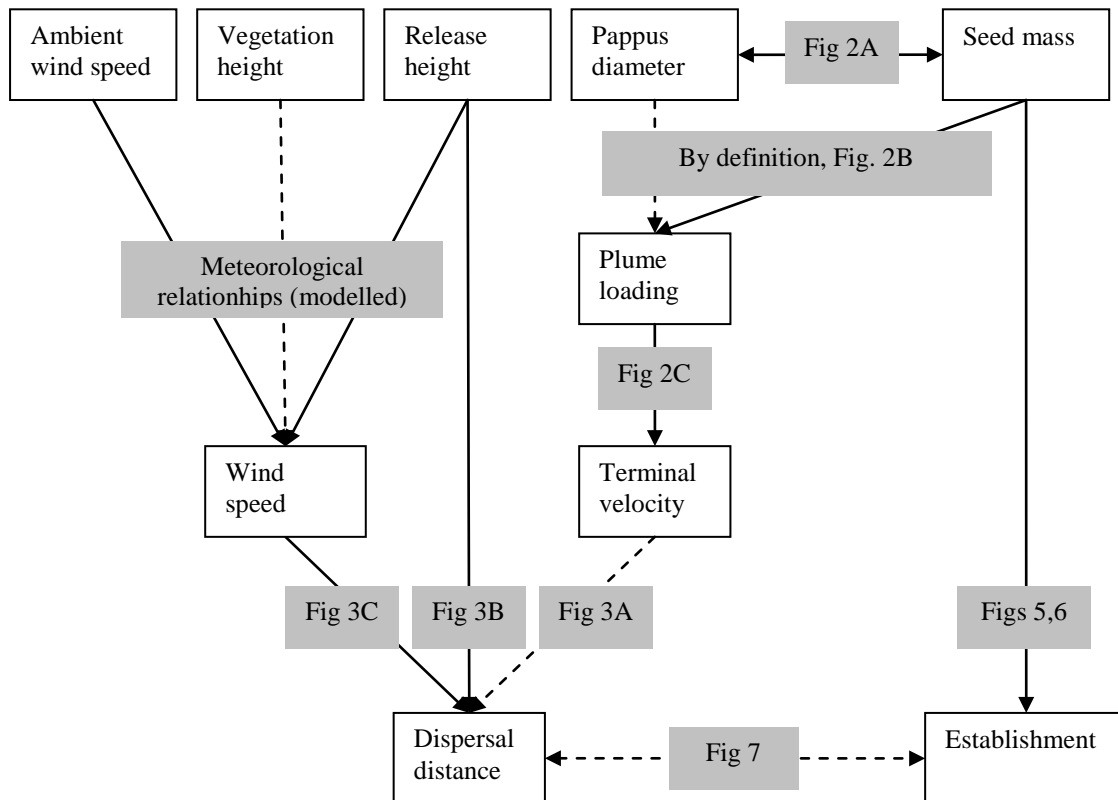 Ambient
wind speed
Vegetation
height
Release
height
Pappus
diameter
Fig 2A
Seed mass
By definition, Fig. 2B
Meteorological
relationships (modelled)
Plume
loading
Fig 2C
Wind
speed
Terminal
velocity
Fig 3C
Fig 3B
Fig 3A
Figs 5,6
Dispersal
distance
Fig 7
Establishment